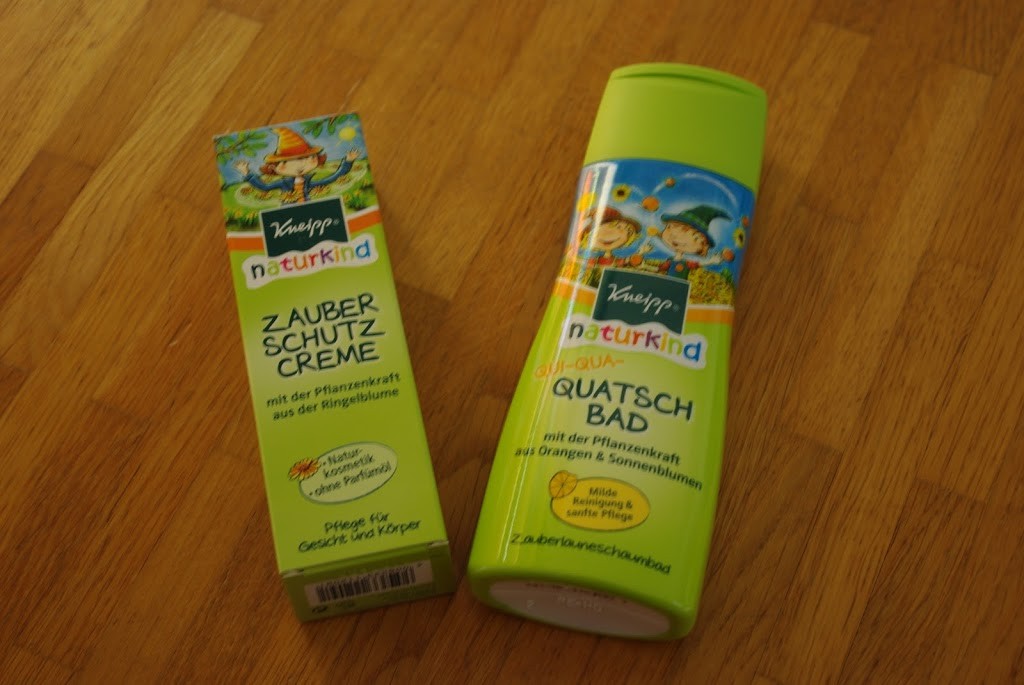 Kneipp®
naturkind
ZAUBER
SCHUTZ
CREME
mit der Pflanzenkraft
aus der Ringelblume
• Natur-
kosmetik
• ohne Parfümöl
Pflege für
Gesicht und Körper
Kneipp®
naturkind
QUI-QUA-
QUATSCH
BAD
mit der Pflanzenkraft
aus Orangen & Sonnenblumen
Milde
Reinigung &
sanfte Pflege
Zauberlauneschaumbad